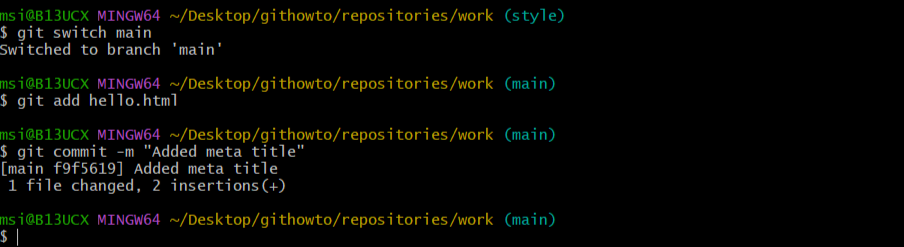 msi@B13UCX MINGW64 ~/Desktop/githowto/repositories/work (style)
$ git switch main
Switched to branch 'main'
msi@B13UCX MINGW64 ~/Desktop/githowto/repositories/work (main)
$ git add hello.html
msi@B13UCX MINGW64 ~/Desktop/githowto/repositories/work (main)
$ git commit -m "Added meta title"
[main f9f5619] Added meta title
 1 file changed, 2 insertions(+)
msi@B13UCX MINGW64 ~/Desktop/githowto/repositories/work (main)
$